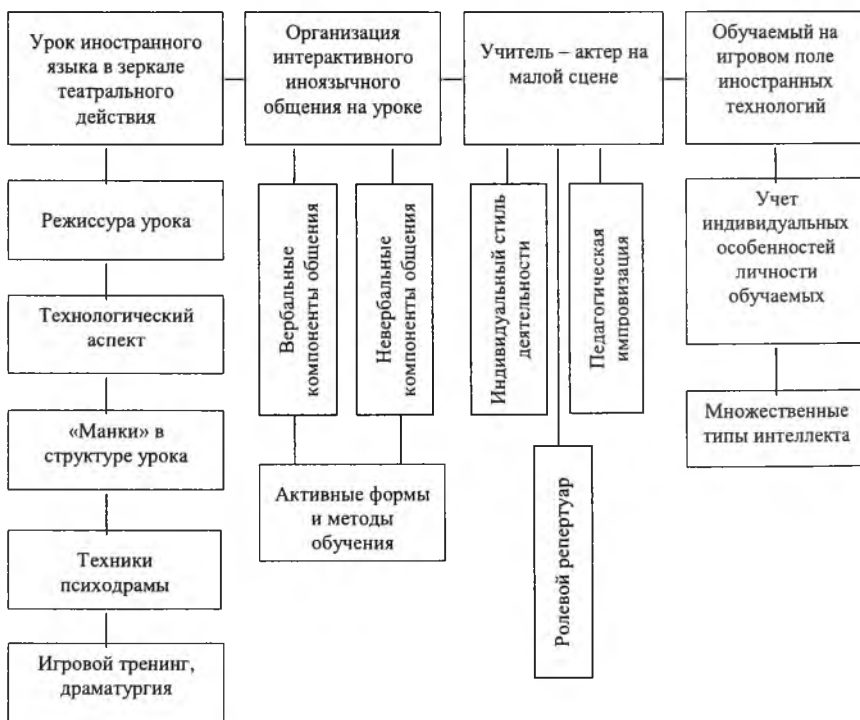 Урок иностранного
языка в зеркале
театрального
действия
Организация
интерактивного
иноязычного
общения на уроке
Учитель – актер на
малой сцене
Обучаемый на
игровом поле
иностранных
технологий
Режиссура урока
Технологический
аспект
«Манки» в
структуре урока
Техники
психодрамы
Игровой тренинг,
драматургия
Вербальные
компоненты общения
Невербальные
компоненты общения
Активные формы
и методы
обучения
Индивидуальный стиль
деятельности
Ролевой репертуар
Педагогическая
импровизация
Учет
индивидуальных
особенностей
личности
обучаемых
Множественные
типы интеллекта